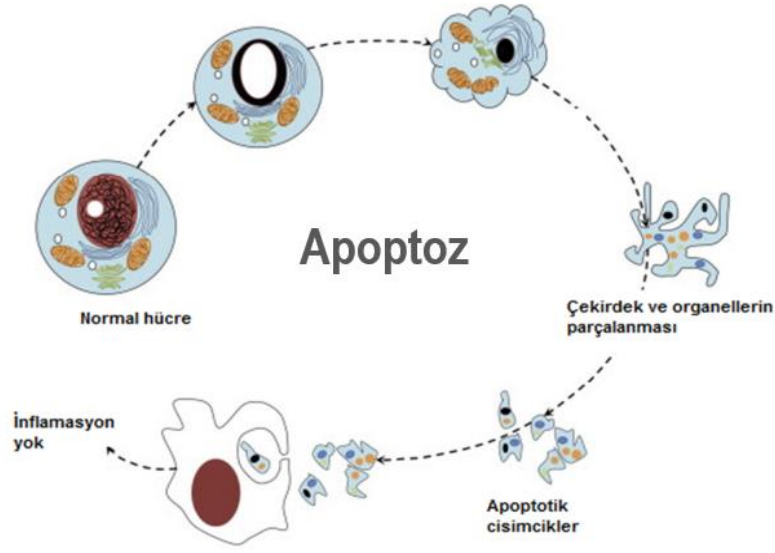 Apoptoz
Normal hücre
Çekirdek ve organellerin
parçalanması
İnflamasyon
yok
Apoptotik
cisimcikler